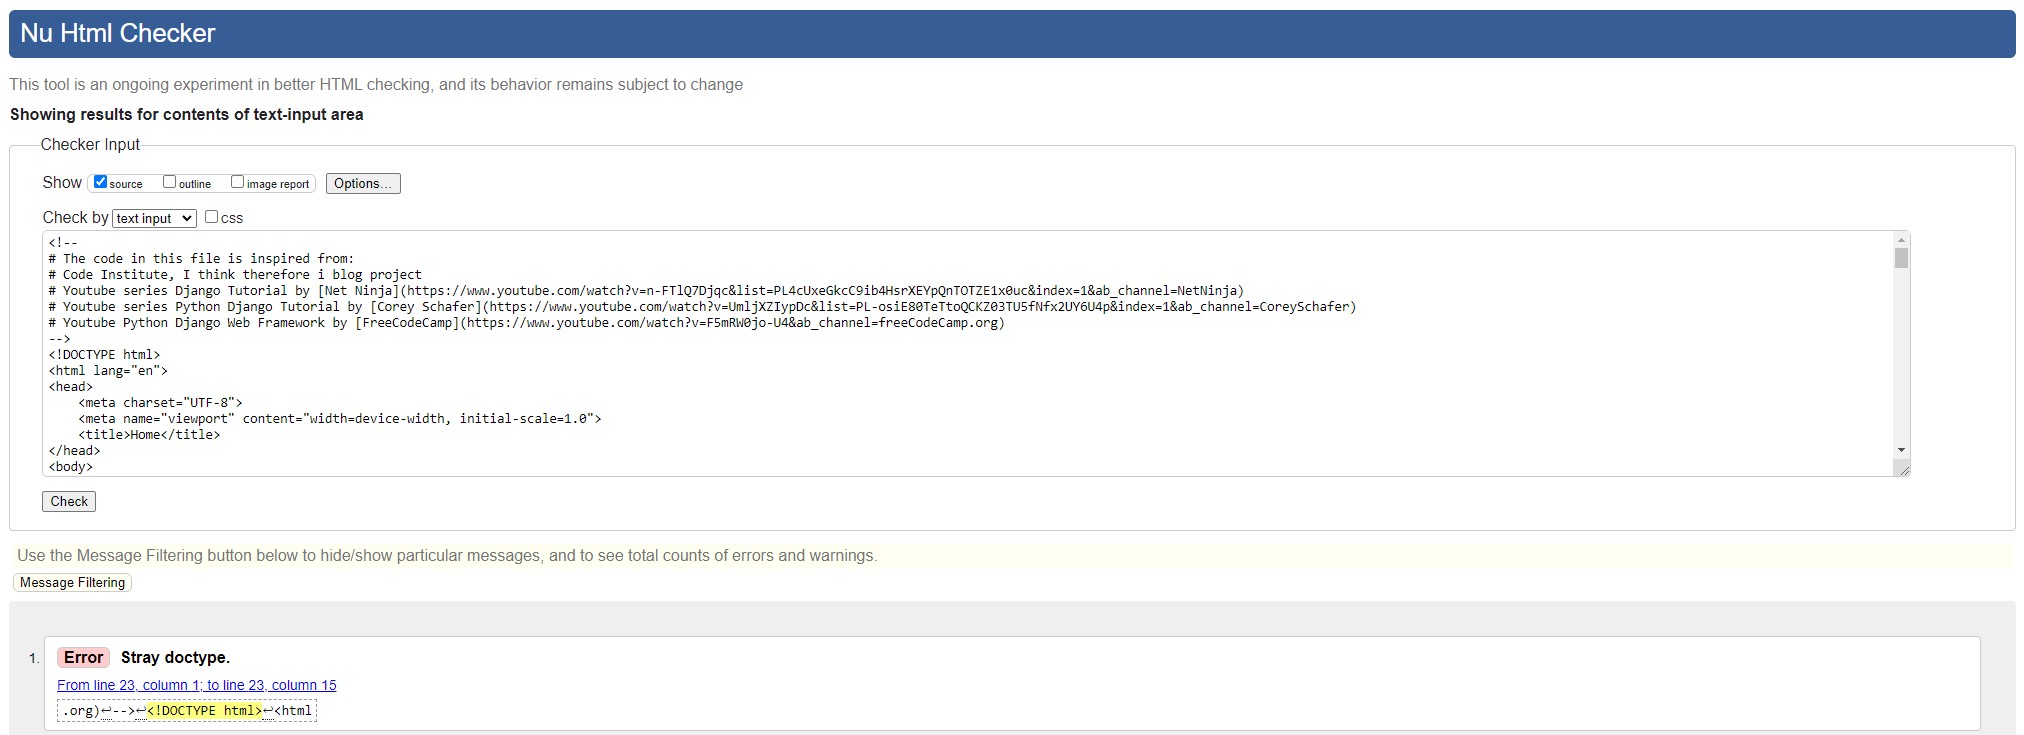 Nu Html Checker
This tool is an ongoing experiment in better HTML checking, and its behavior remains subject to change
Showing results for contents of text-input area
Checker Input
Show source outline image report Options...
Check by text input css
<!--
# The code in this file is inspired from:
# Code Institute, I think therefore i blog project
# Youtube series Django Tutorial by [Net Ninja](https://www.youtube.com/watch?v=n-FTlQ7Djqc&list=PL4cUxeGkcC9ib4HsrXEYpQnTOTZE1x0uc&index=1&ab_channel=NetNinja)
# Youtube series Python Django Tutorial by [Corey Schafer](https://www.youtube.com/watch?v=UmljXZIypDc&list=PL-osiE80TeTtoQCKZ03TU5fNfx2UY6U4p&index=1&ab_channel=CoreySchafer)
# Youtube Python Django Web Framework by [FreeCodeCamp](https://www.youtube.com/watch?v=F5mRW0jo-U4&ab_channel=freeCodeCamp.org)
-->
<!DOCTYPE html>
<html lang="en">
<head>
<meta charset="UTF-8">
<meta name="viewport" content="width=device-width, initial-scale=1.0">
<title>Home</title>
</head>
<body>
Check
Use the Message Filtering button below to hide/show particular messages, and to see total counts of errors and warnings.
Message Filtering
1. Error Stray doctype.
From line 23, column 1; to line 23, column 15
.org)↩-->↩<!DOCTYPE html>↩<html